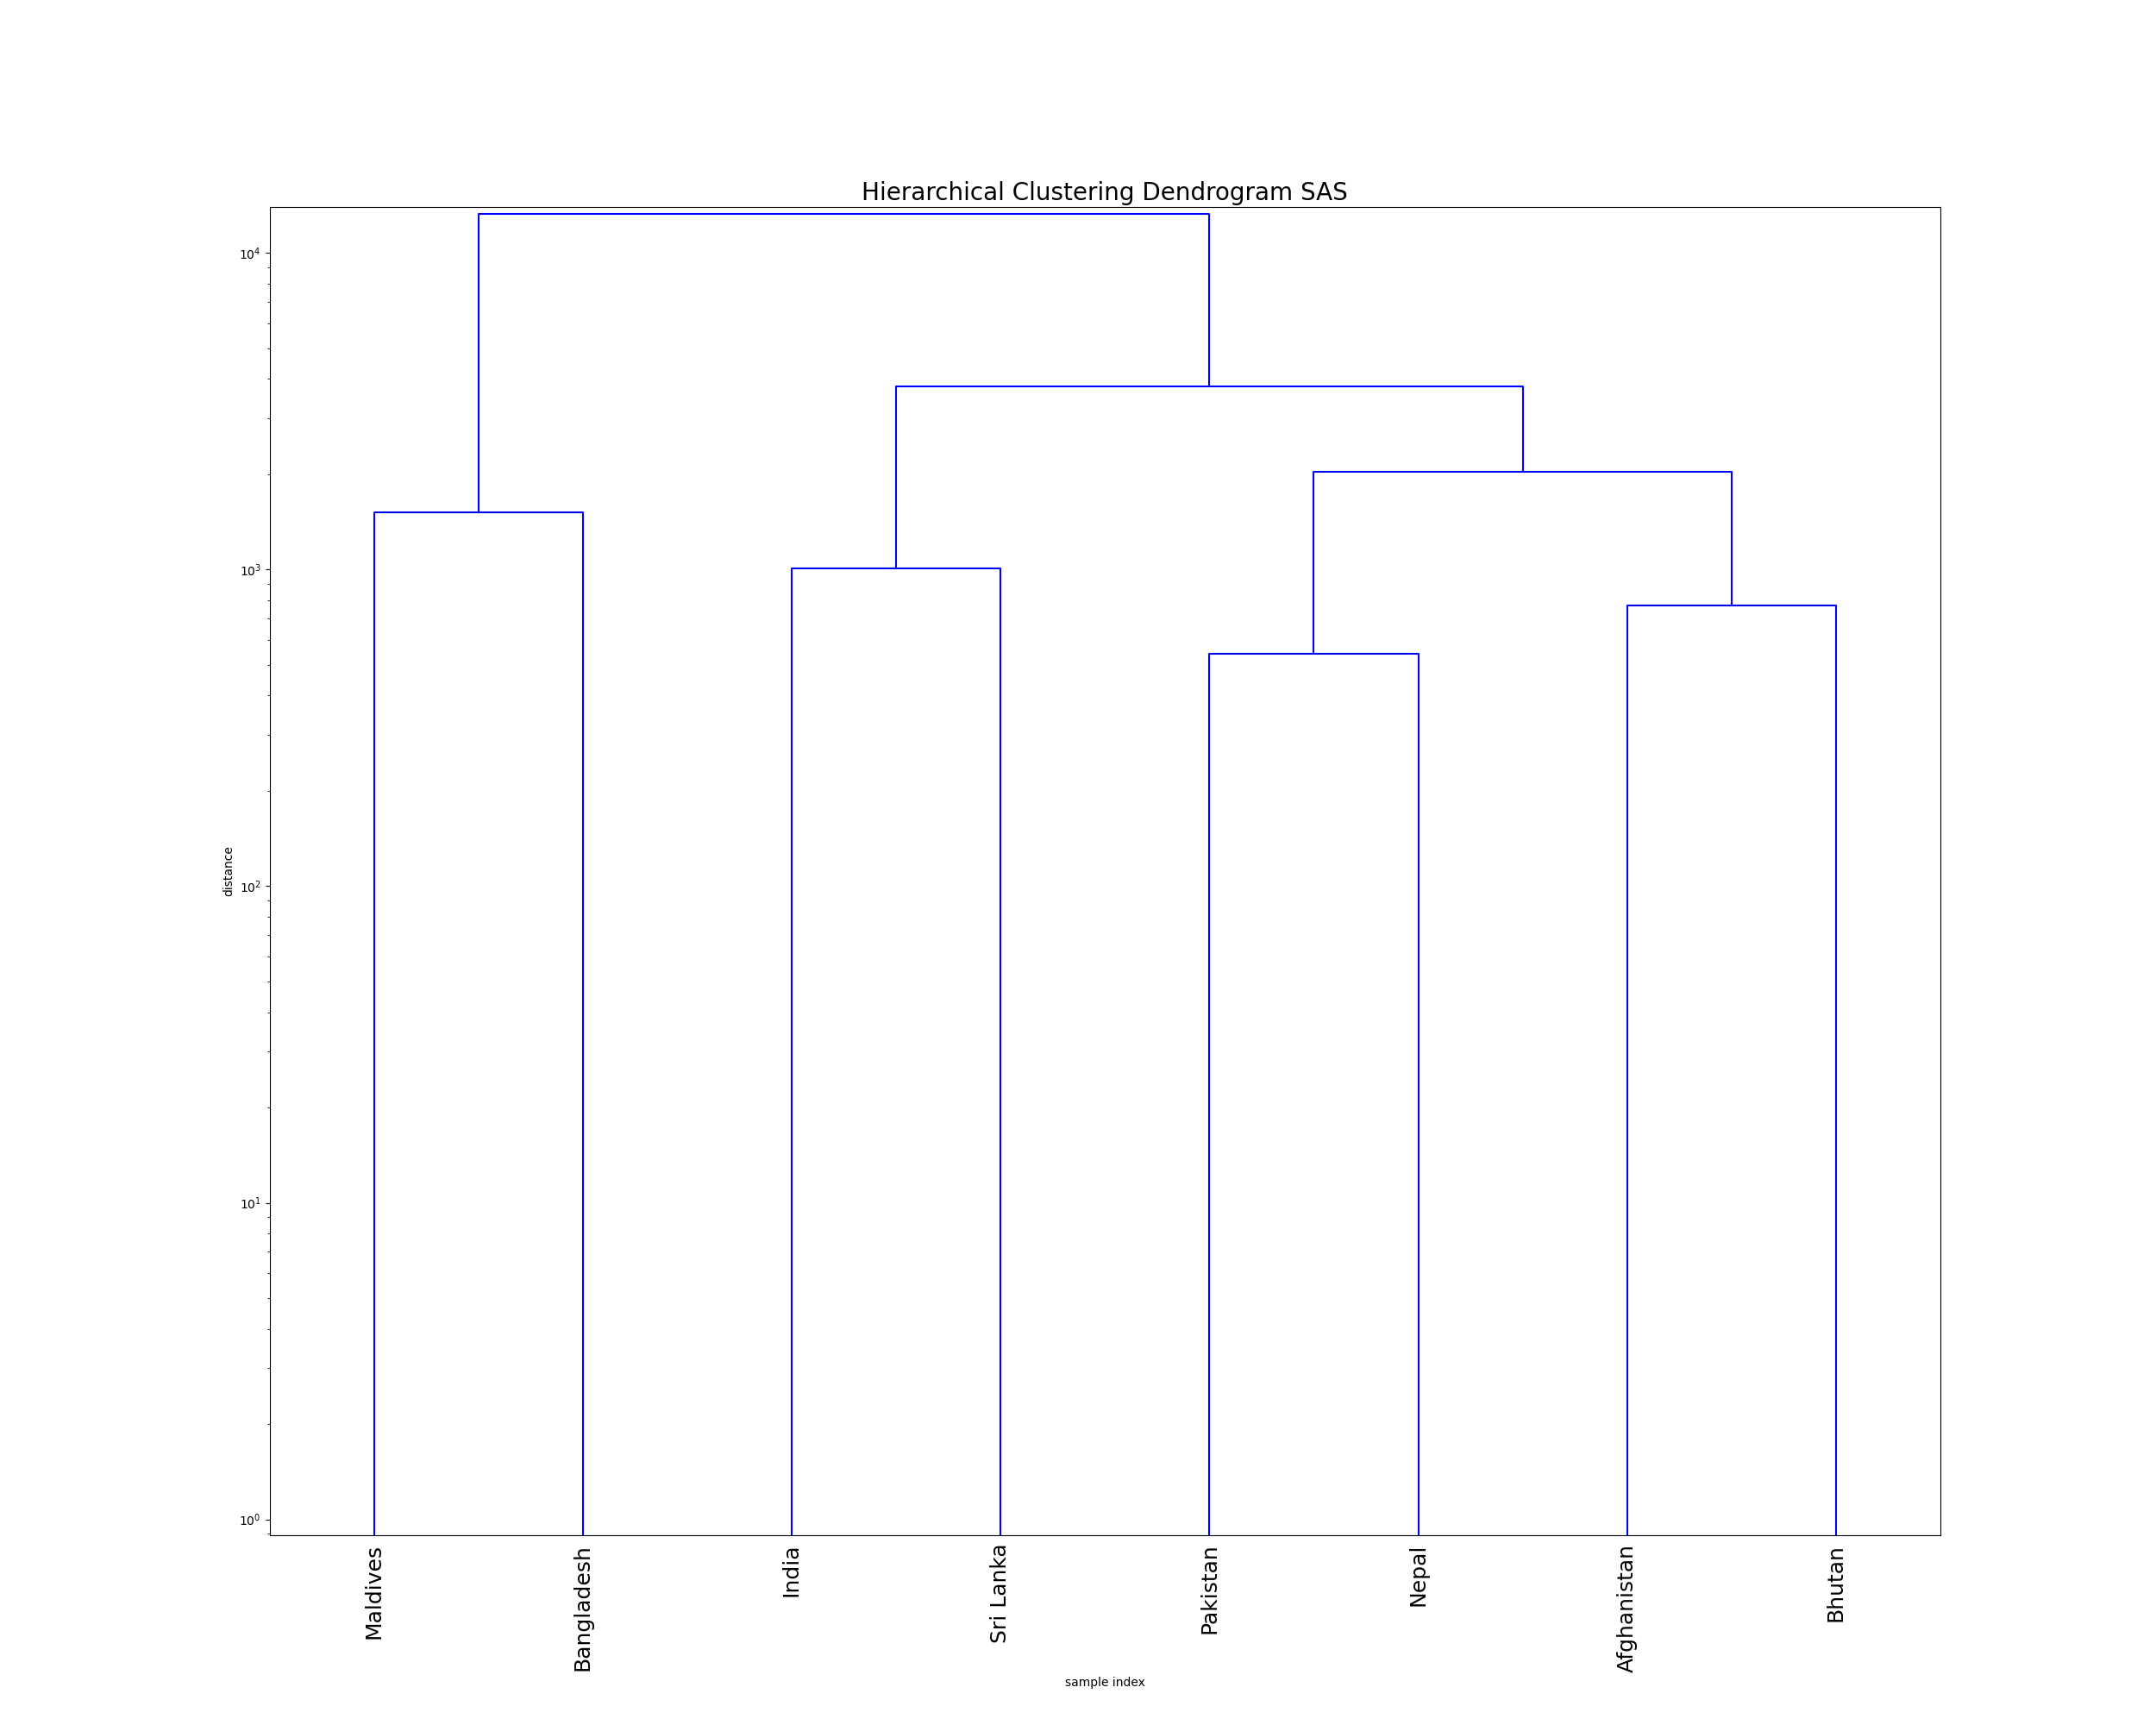 Hierarchical Clustering Dendrogram SAS
10⁴
10³
10²
10¹
10⁰
distance
Maldives
Bangladesh
India
Sri Lanka
Pakistan
Nepal
Afghanistan
Bhutan
sample index